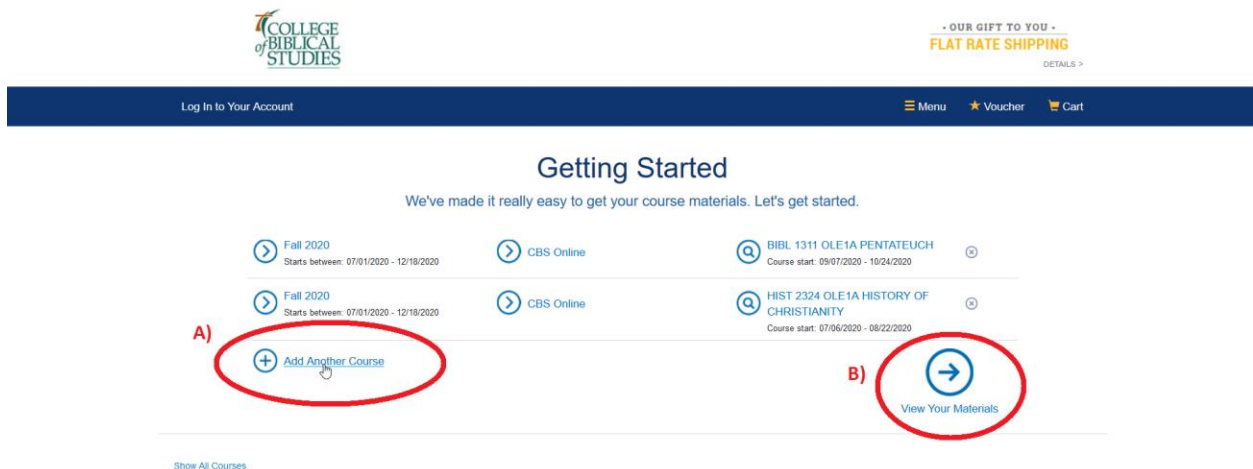 COLLEGE
of BIBLICAL
STUDIES
• OUR GIFT TO YOU •
FLAT RATE SHIPPING
DETAILS >
Log In to Your Account
Menu Voucher Cart
Getting Started
We've made it really easy to get your course materials. Let's get started.
Fall 2020
Starts between: 07/01/2020 - 12/18/2020
CBS Online
BIBL 1311 OLE1A PENTATEUCH
Course start: 09/07/2020 - 10/24/2020
Fall 2020
Starts between: 07/01/2020 - 12/18/2020
CBS Online
HIST 2324 OLE1A HISTORY OF
CHRISTIANITY
Course start: 07/06/2020 - 08/22/2020
A)
Add Another Course
B)
View Your Materials
Show All Courses